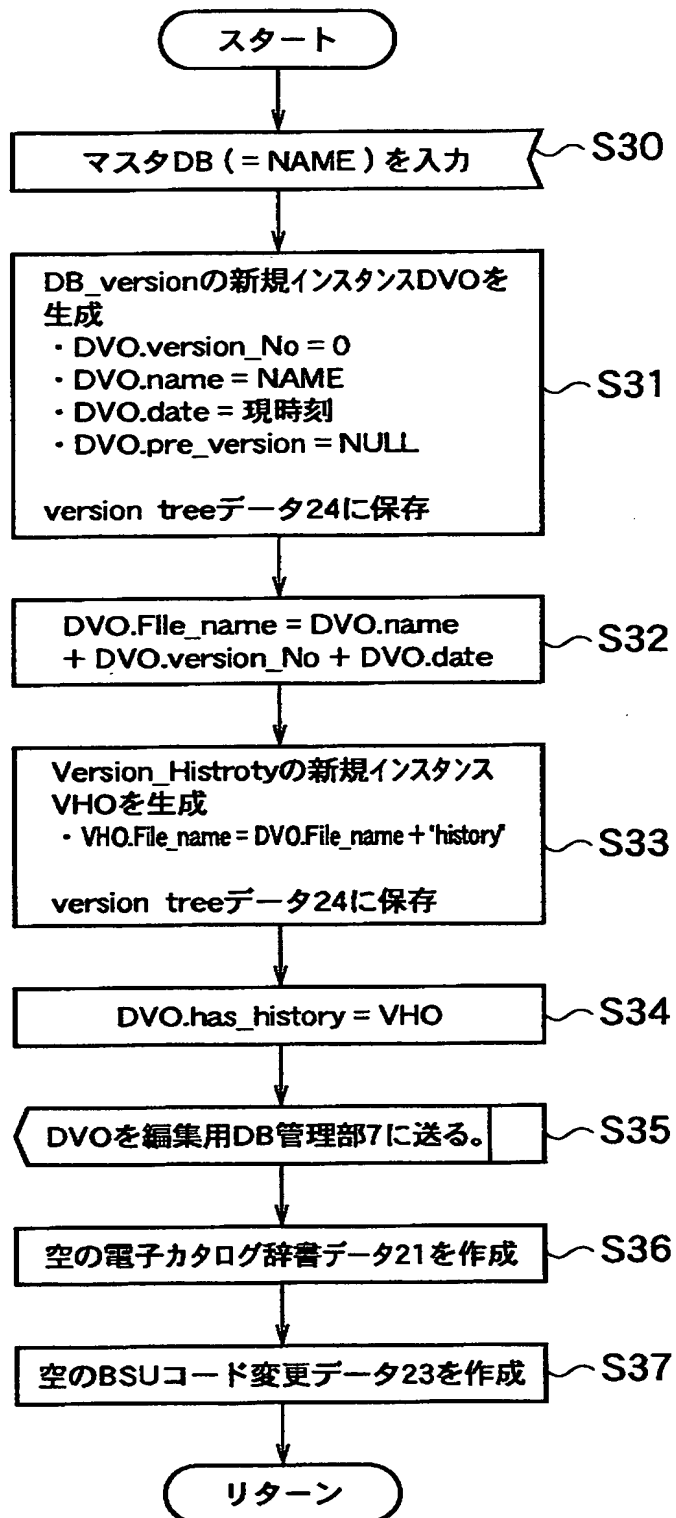 スタート
マスタDB ( = NAME ) を入力
S30
DB_versionの新規インスタンスDVOを
生成
・DVO.version_No = 0
・DVO.name = NAME
・DVO.date = 現時刻
・DVO.pre_version = NULL
version treeデータ24に保存
S31
DVO.File_name = DVO.name
+ DVO.version_No + DVO.date
S32
Version_Histrotyの新規インスタンス
VHOを生成
・VHO.File_name = DVO.File_name + 'history'
version treeデータ24に保存
S33
DVO.has_history = VHO
S34
DVOを編集用DB管理部7に送る。
S35
空の電子カタログ辞書データ21を作成
S36
空のBSUコード変更データ23を作成
S37
リターン